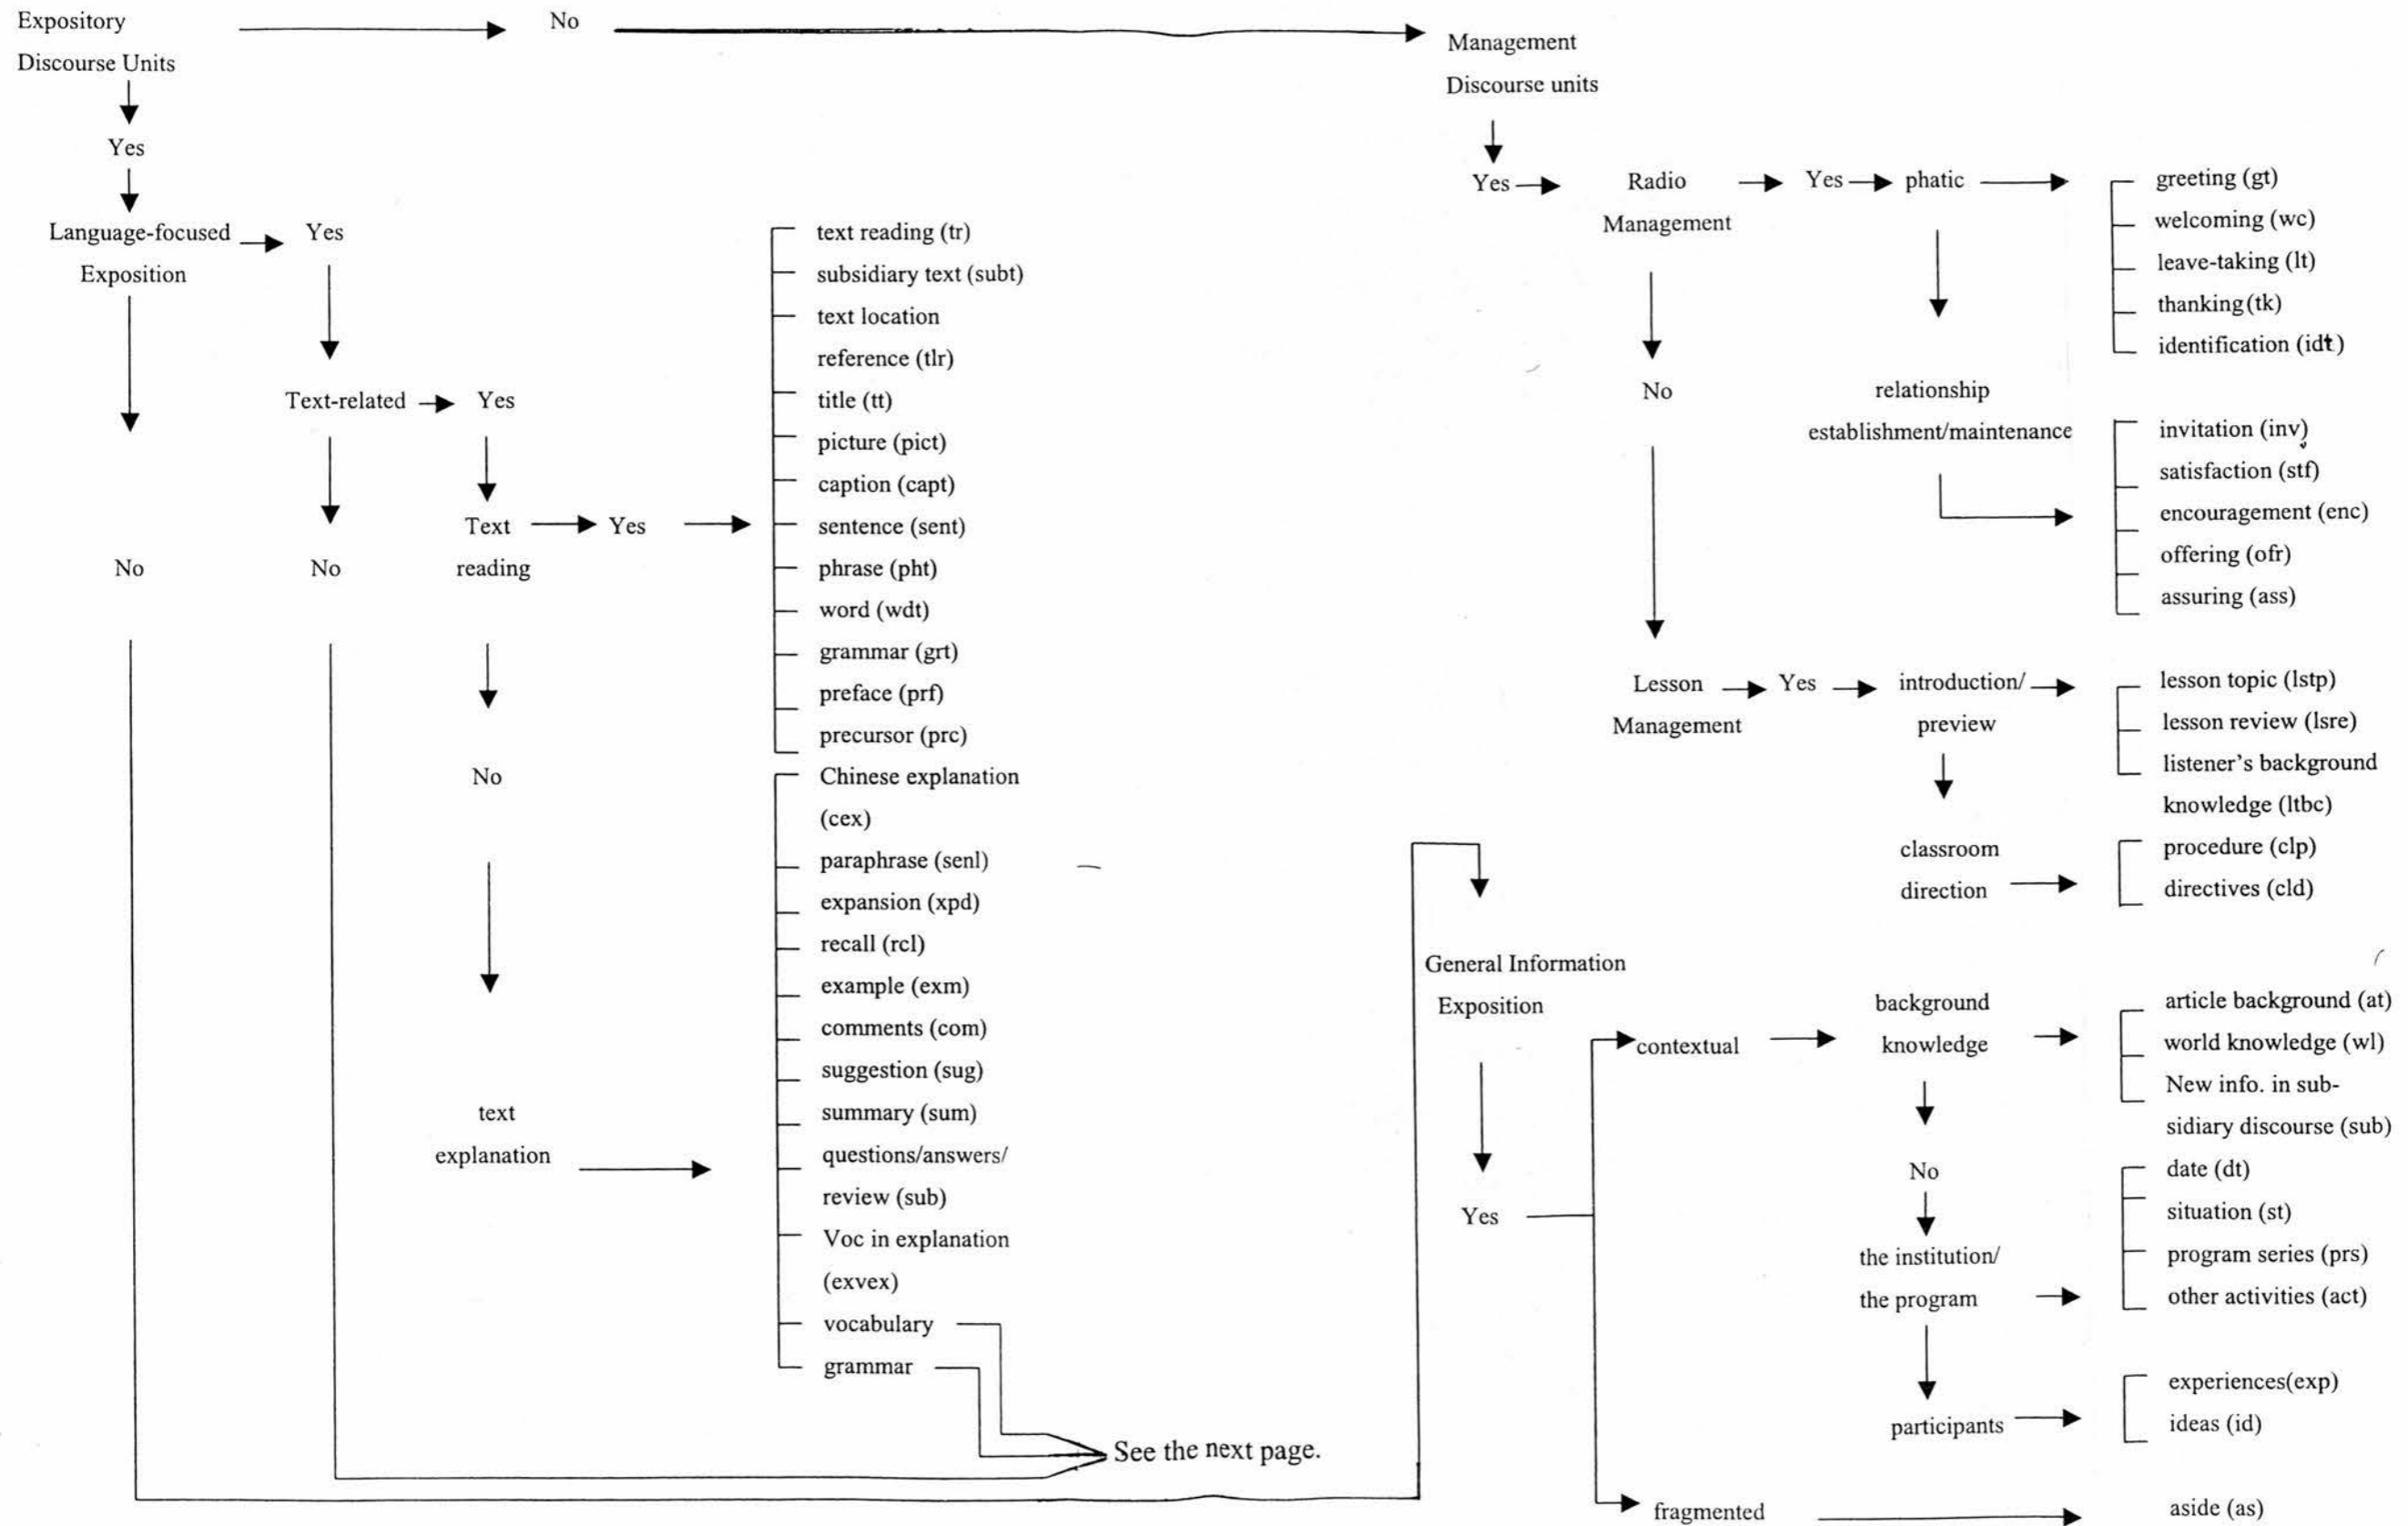 Expository
Discourse Units
No
Yes
Language-focused
Exposition
Yes
No
Text-related
Yes
No
Text
reading
Yes
No
text
explanation
text reading (tr)
subsidiary text (subt)
text location
reference (tlr)
title (tt)
picture (pict)
caption (capt)
sentence (sent)
phrase (pht)
word (wdt)
grammar (grt)
preface (prf)
precursor (prc)
Chinese explanation
(cex)
paraphrase (senl)
expansion (xpd)
recall (rcl)
example (exm)
comments (com)
suggestion (sug)
summary (sum)
questions/answers/
review (sub)
Voc in explanation
(exvex)
vocabulary
grammar
See the next page.
Management
Discourse units
Yes
Radio
Management
Yes
phatic
greeting (gt)
welcoming (wc)
leave-taking (lt)
thanking (tk)
identification (idt)
No
relationship
establishment/maintenance
invitation (inv)
satisfaction (stf)
encouragement (enc)
offering (ofr)
assuring (ass)
Lesson
Management
Yes
introduction/
preview
lesson topic (lstp)
lesson review (lsre)
listener's background
knowledge (ltbc)
classroom
direction
procedure (clp)
directives (cld)
General Information
Exposition
Yes
contextual
background
knowledge
article background (at)
world knowledge (wl)
New info. in sub-
sidiary discourse (sub)
No
the institution/
the program
date (dt)
situation (st)
program series (prs)
other activities (act)
participants
experiences(exp)
ideas (id)
fragmented
aside (as)